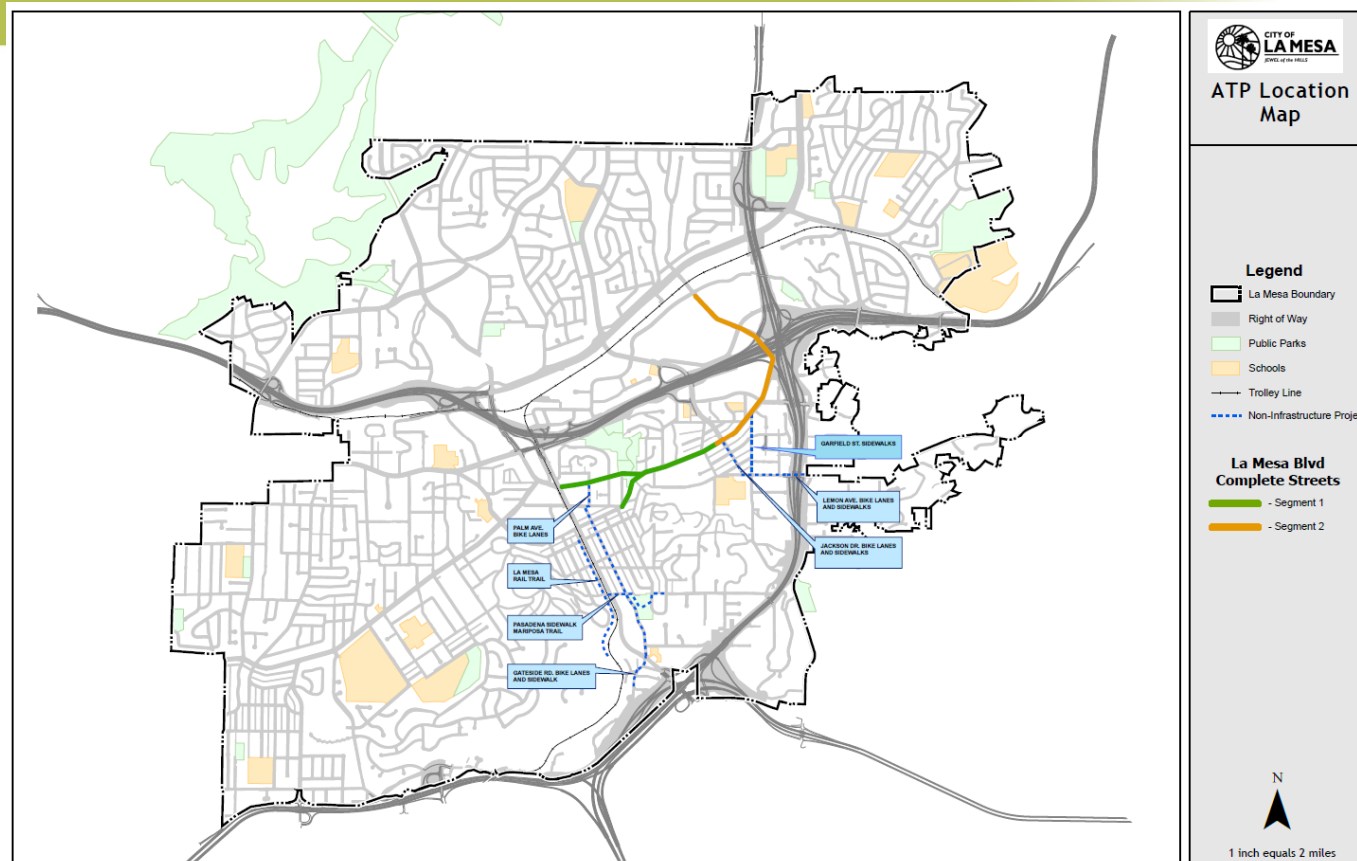 CITY OF
LA MESA
JEWEL of the HILLS
ATP Location
Map
Legend
La Mesa Boundary
Right of Way
Public Parks
Schools
Trolley Line
Non-Infrastructure Proje
La Mesa Blvd
Complete Streets
- Segment 1
- Segment 2
N
1 inch equals 2 miles
GARFIELD ST. SIDEWALKS
LEMON AVE. BIKE LANES
AND SIDEWALKS
JACKSON DR. BIKE LANES
AND SIDEWALKS
PALM AVE.
BIKE LANES
LA MESA
RAIL TRAIL
PASADENA SIDEWALK
MARIPOSA TRAIL
GATESIDE RD. BIKE LANES
AND SIDEWALK